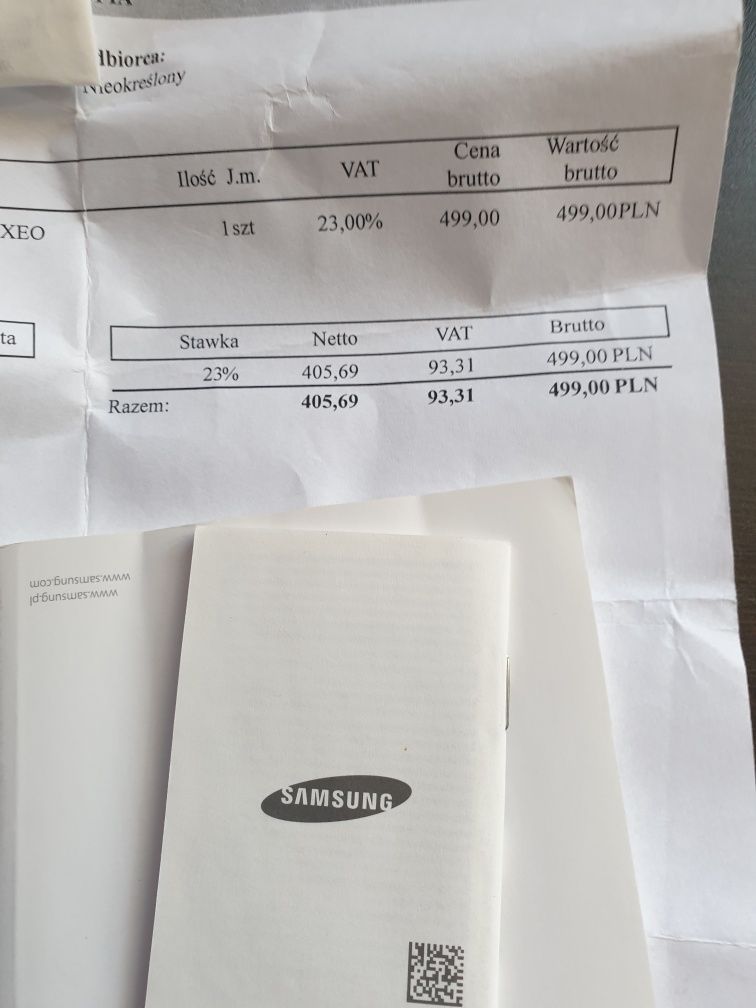 dbiorca:
Nieokreślony
Ilość J.m. VAT Cena brutto Wartość brutto
XEO 1 szt 23,00% 499,00 499,00PLN
ta
Stawka Netto VAT Brutto
23% 405,69 93,31 499,00 PLN
Razem: 405,69 93,31 499,00 PLN
www.samsung.com
www.samsung.pl
SAMSUNG